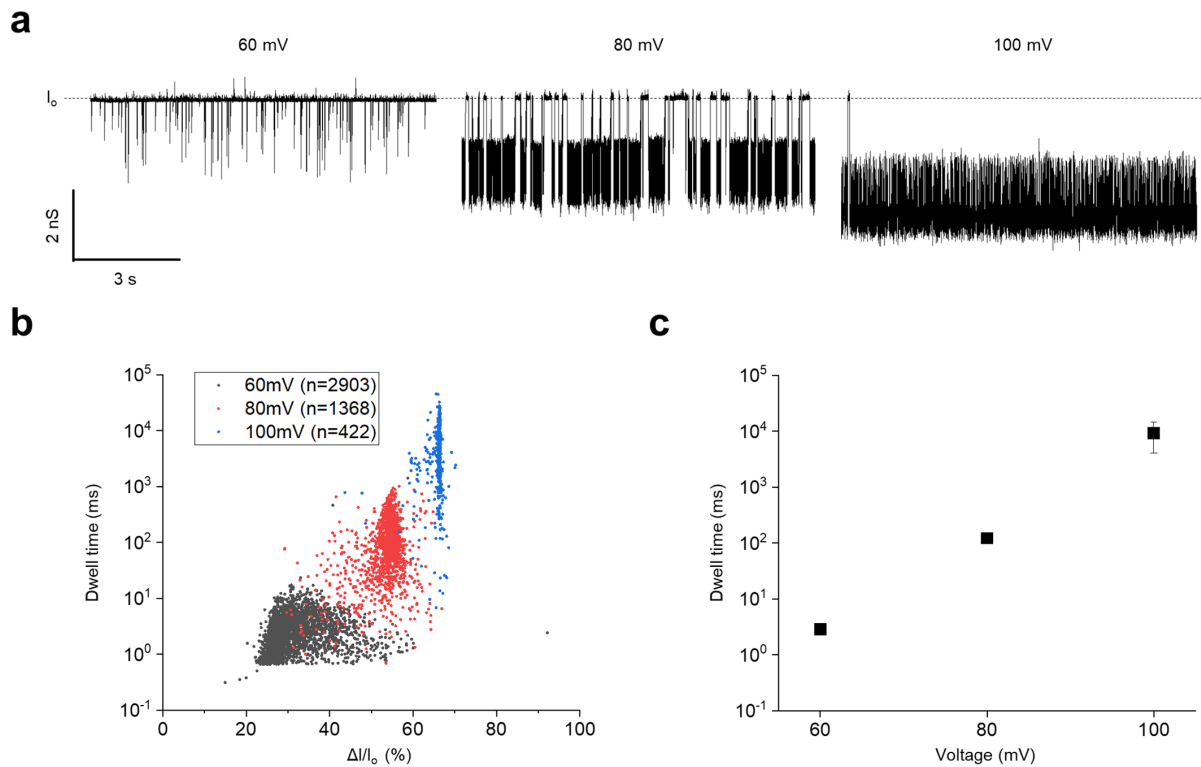 a
60 mV
80 mV
100 mV
Io
2 nS
3 s
b
c
10^5
10^4
10^3
10^2
10^1
10^0
10^-1
Dwell time (ms)
60mV (n=2903)
80mV (n=1368)
100mV (n=422)
0
20
40
60
80
100
ΔI/Io (%)
10^5
10^4
10^3
10^2
10^1
10^0
10^-1
Dwell time (ms)
60
80
100
Voltage (mV)